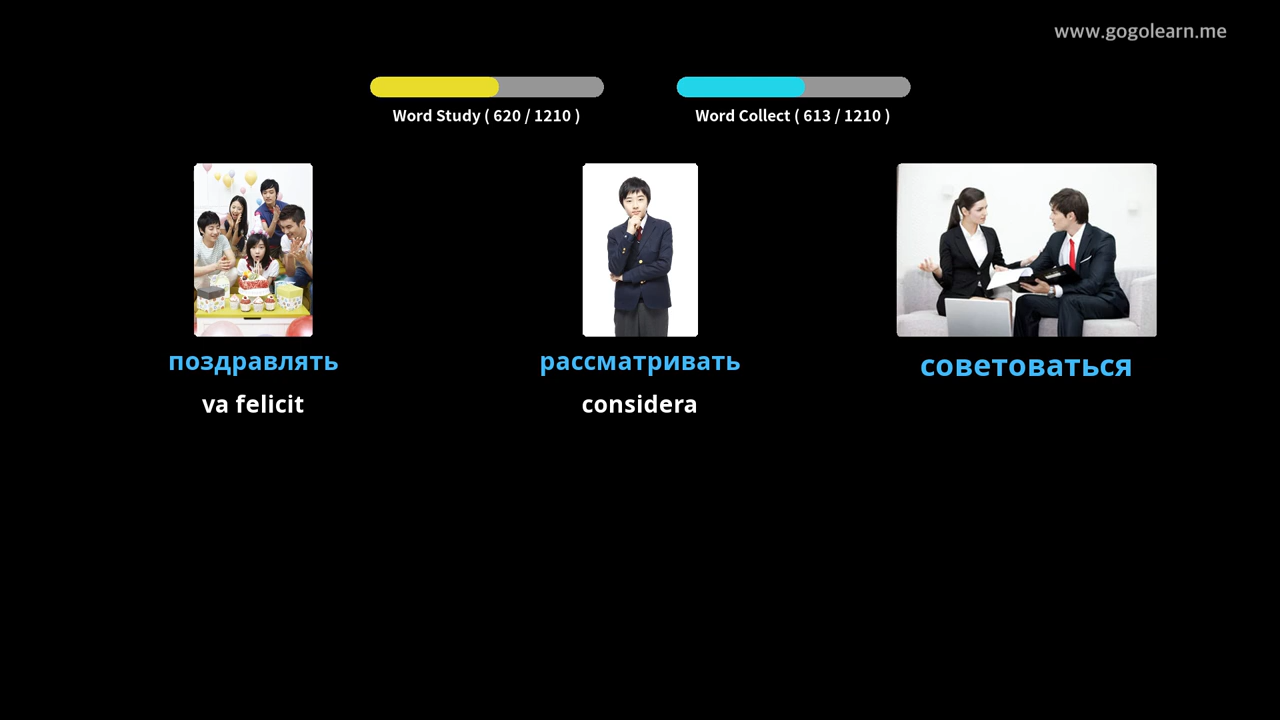 www.gogolearn.me
Word Study ( 620 / 1210 )
Word Collect ( 613 / 1210 )
поздравлять
рассматривать
советоваться
va felicit
considera